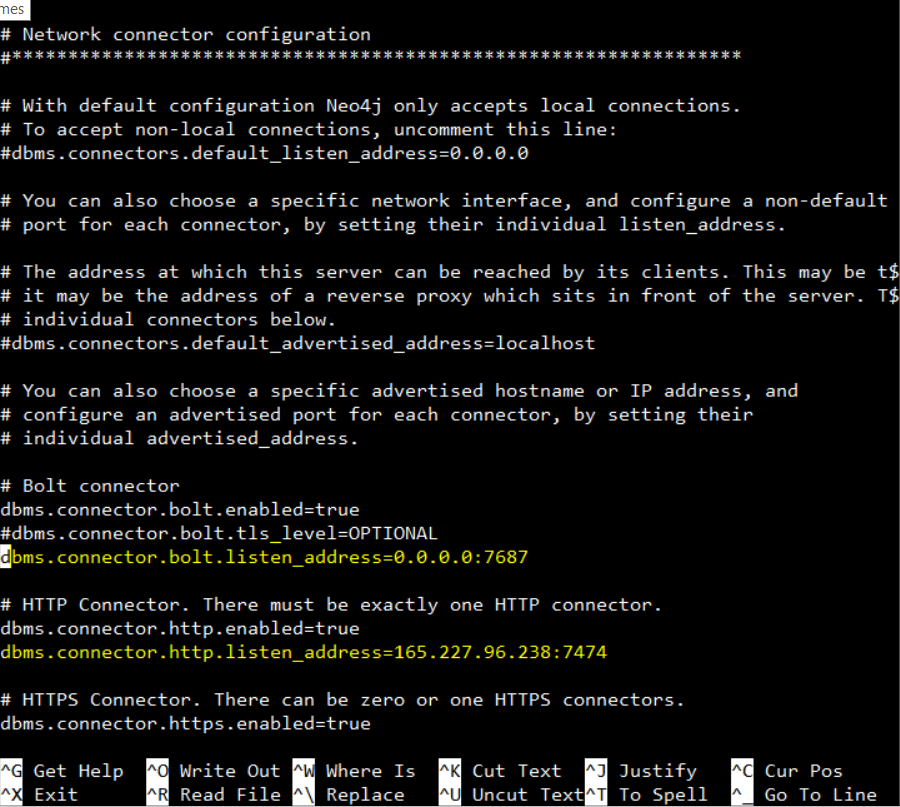 mes
# Network connector configuration
#*****************************************************************
# With default configuration Neo4j only accepts local connections.
# To accept non-local connections, uncomment this line:
#dbms.connectors.default_listen_address=0.0.0.0
# You can also choose a specific network interface, and configure a non-default
# port for each connector, by setting their individual listen_address.
# The address at which this server can be reached by its clients. This may be t$
# it may be the address of a reverse proxy which sits in front of the server. T$
# individual connectors below.
#dbms.connectors.default_advertised_address=localhost
# You can also choose a specific advertised hostname or IP address, and
# configure an advertised port for each connector, by setting their
# individual advertised_address.
# Bolt connector
dbms.connector.bolt.enabled=true
#dbms.connector.bolt.tls_level=OPTIONAL
dbms.connector.bolt.listen_address=0.0.0.0:7687
# HTTP Connector. There must be exactly one HTTP connector.
dbms.connector.http.enabled=true
dbms.connector.http.listen_address=165.227.96.238:7474
# HTTPS Connector. There can be zero or one HTTPS connectors.
dbms.connector.https.enabled=true
^G Get Help ^O Write Out ^W Where Is ^K Cut Text ^J Justify ^C Cur Pos
^X Exit ^R Read File ^\ Replace ^U Uncut Text ^T To Spell ^_ Go To Line